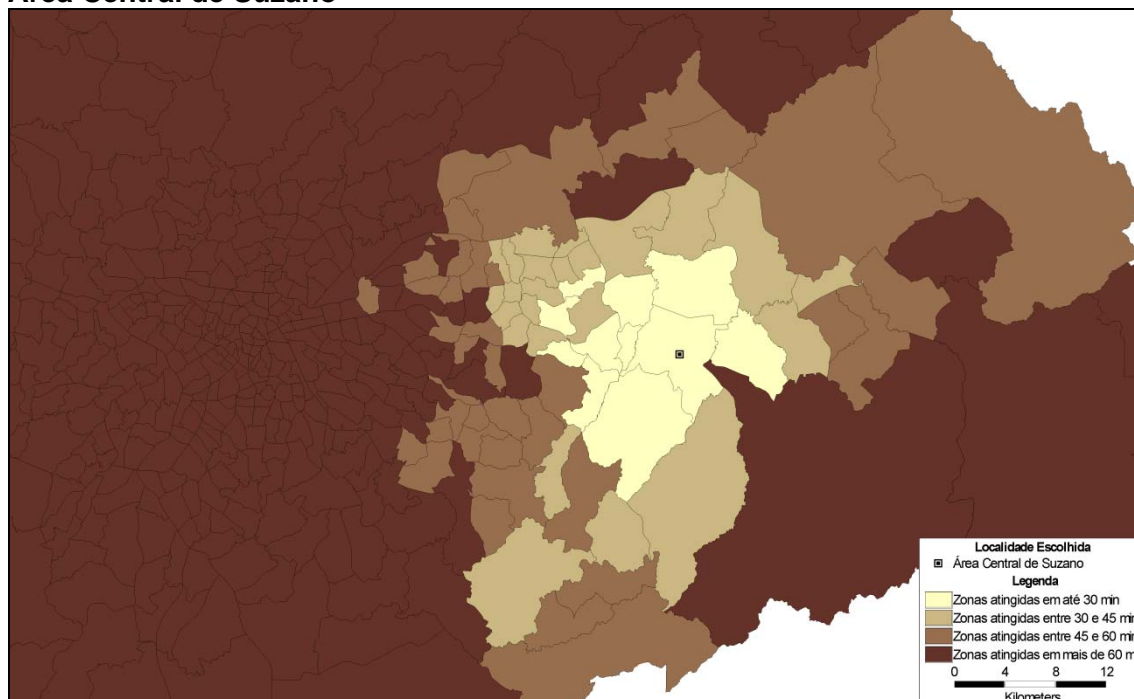 Área Central de Suzano
Localidade Escolhida
Área Central de Suzano
Legenda
Zonas atingidas em até 30 min
Zonas atingidas entre 30 e 45 min
Zonas atingidas entre 45 e 60 min
Zonas atingidas em mais de 60 m
0 4 8 12
Kilometers